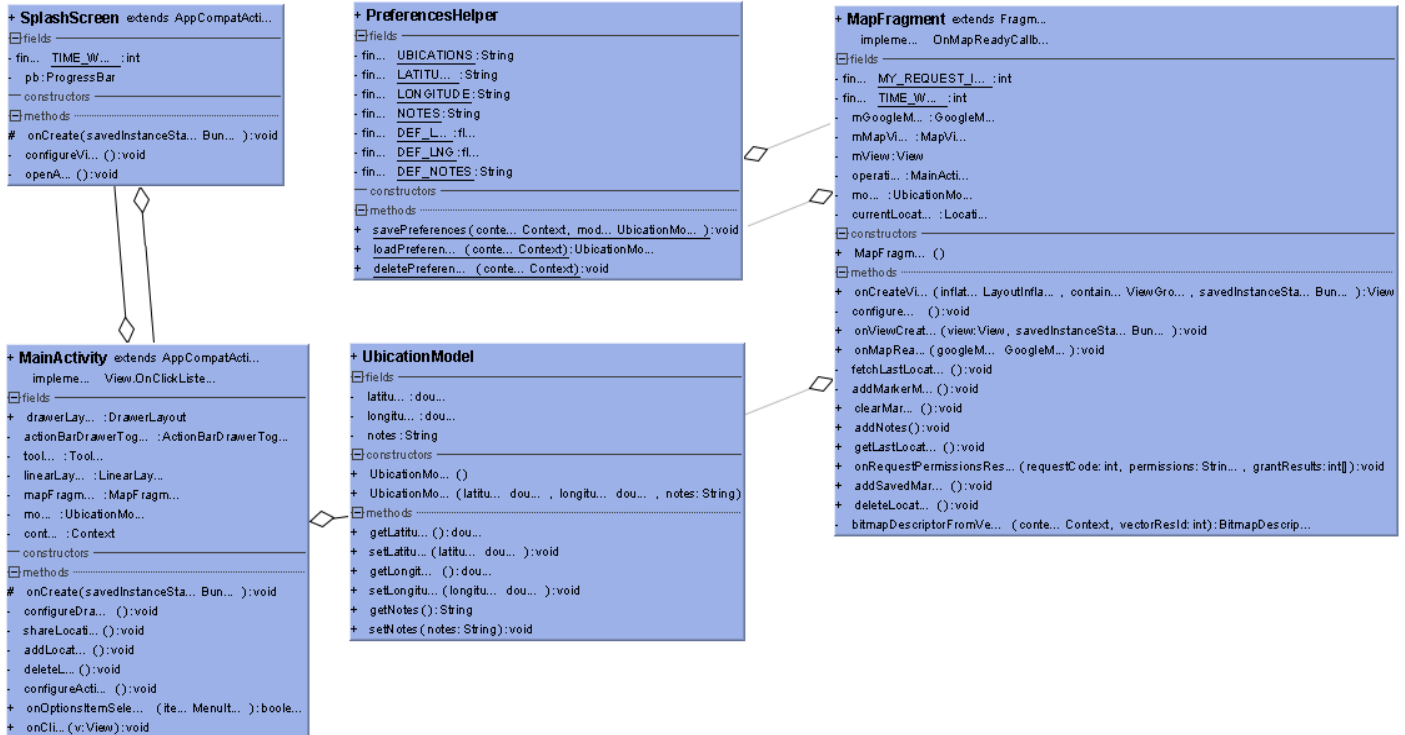 + SplashScreen extends AppCompatActi...
fields
- fin... TIME_W... :int
- pb:ProgressBar
constructors
methods
# onCreate(savedInstanceSta... Bun... ):void
- configureVi... ():void
- openA... ():void
+ PreferencesHelper
fields
- fin... UBICATIONS:String
- fin... LATITU... :String
- fin... LONGITUDE:String
- fin... NOTES:String
- fin... DEF_L... :fl...
- fin... DEF_LNG:fl...
- fin... DEF_NOTES:String
constructors
methods
+ savePreferences(conte... Context, mod... UbicationMo... ):void
+ loadPreferen... (conte... Context):UbicationMo...
+ deletePreferen... (conte... Context):void
+ MapFragment extends Fragm...
impleme... OnMapReadyCallb...
fields
- fin... MY_REQUEST_I... :int
- fin... TIME_W... :int
- mGoogleM... :GoogleM...
- mMapVi... :MapVi...
- mView:View
- operati... :MainActi...
- mo... :UbicationMo...
- currentLocat... :Locati...
constructors
+ MapFragm... ()
methods
+ onCreateVi... (inflat... LayoutInfla... , contain... ViewGro... , savedInstanceSta... Bun... ):View
- configure... ():void
+ onViewCreat... (view:View, savedInstanceSta... Bun... ):void
+ onMapRea... (googleM... GoogleM... ):void
- fetchLastLocat... ():void
- addMarkerM... ():void
+ clearMar... ():void
+ addNotes():void
+ getLastLocat... ():void
+ onRequestPermissionsRes... (requestCode:int, permissions: Strin... , grantResults:int[]):void
+ addSavedMar... ():void
+ deleteLocat... ():void
- bitmapDescriptorFromVe... (conte... Context, vectorResId:int):BitmapDescrip...
+ MainActivity extends AppCompatActi...
impleme... View.OnClickListe...
fields
+ drawerLay... :DrawerLayout
- actionBarDrawerTog... :ActionBarDrawerTog...
- tool... :Tool...
- linearLay... :LinearLay...
- mapFragm... :MapFragm...
- mo... :UbicationMo...
- cont... :Context
constructors
methods
# onCreate(savedInstanceSta... Bun... ):void
- configureDra... ():void
- shareLocati... ():void
- addLocat... ():void
- deleteL... ():void
- configureActi... ():void
+ onOptionsItemSele... (ite... MenuIt... ):boole...
+ onCli... (v:View):void
+ UbicationModel
fields
- latitu... :dou...
- longitu... :dou...
- notes:String
constructors
+ UbicationMo... ()
+ UbicationMo... (latitu... dou... , longitu... dou... , notes:String)
methods
+ getLatitu... ():dou...
+ setLatitu... (latitu... dou... ):void
+ getLongit... ():dou...
+ setLongitu... (longitu... dou... ):void
+ getNotes():String
+ setNotes(notes:String):void